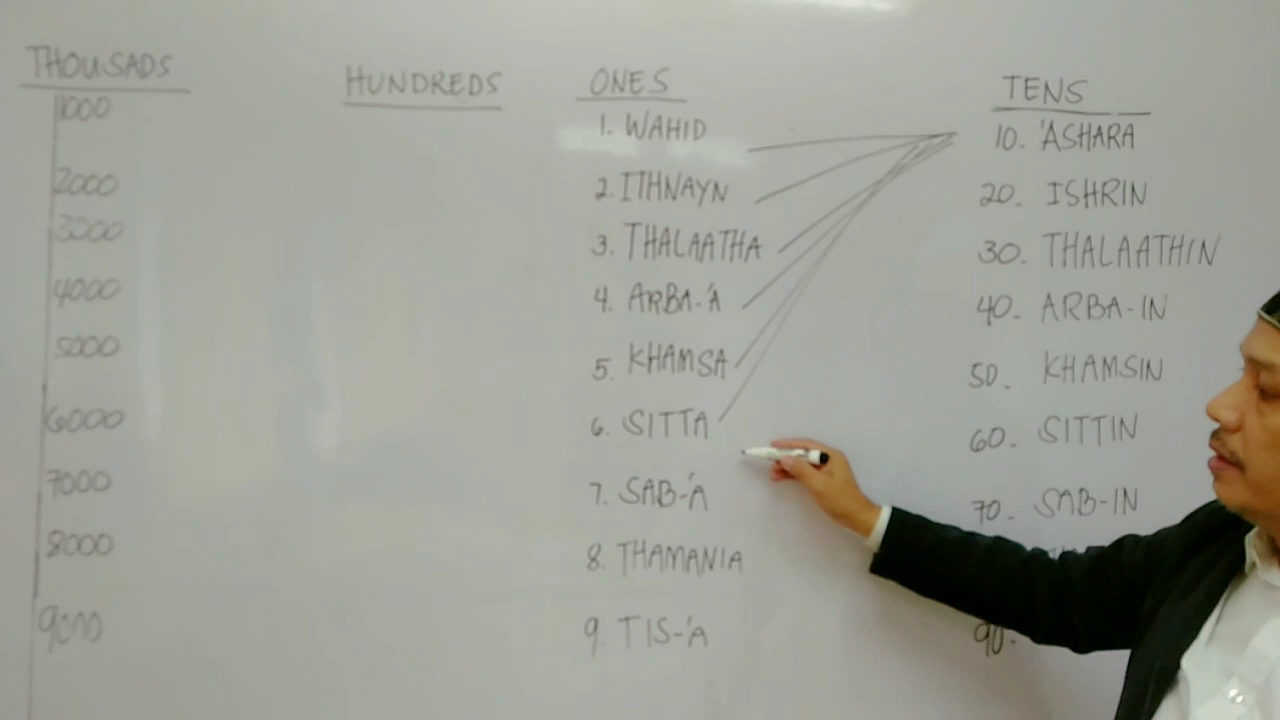 THOUSADS
1000
2000
3000
4000
5000
6000
7000
8000
9000
HUNDREDS
ONES
1. WAHID
2. ITHNAYN
3. THALAATHA
4. ARBA-'A
5. KHAMSA
6. SITTA
7. SAB-'A
8. THAMANIA
9. TIS-'A
TENS
10. 'ASHARA
20. ISHRIN
30. THALAATHIN
40. ARBA-IN
50. KHAMSIN
60. SITTIN
70. SAB-IN
90.